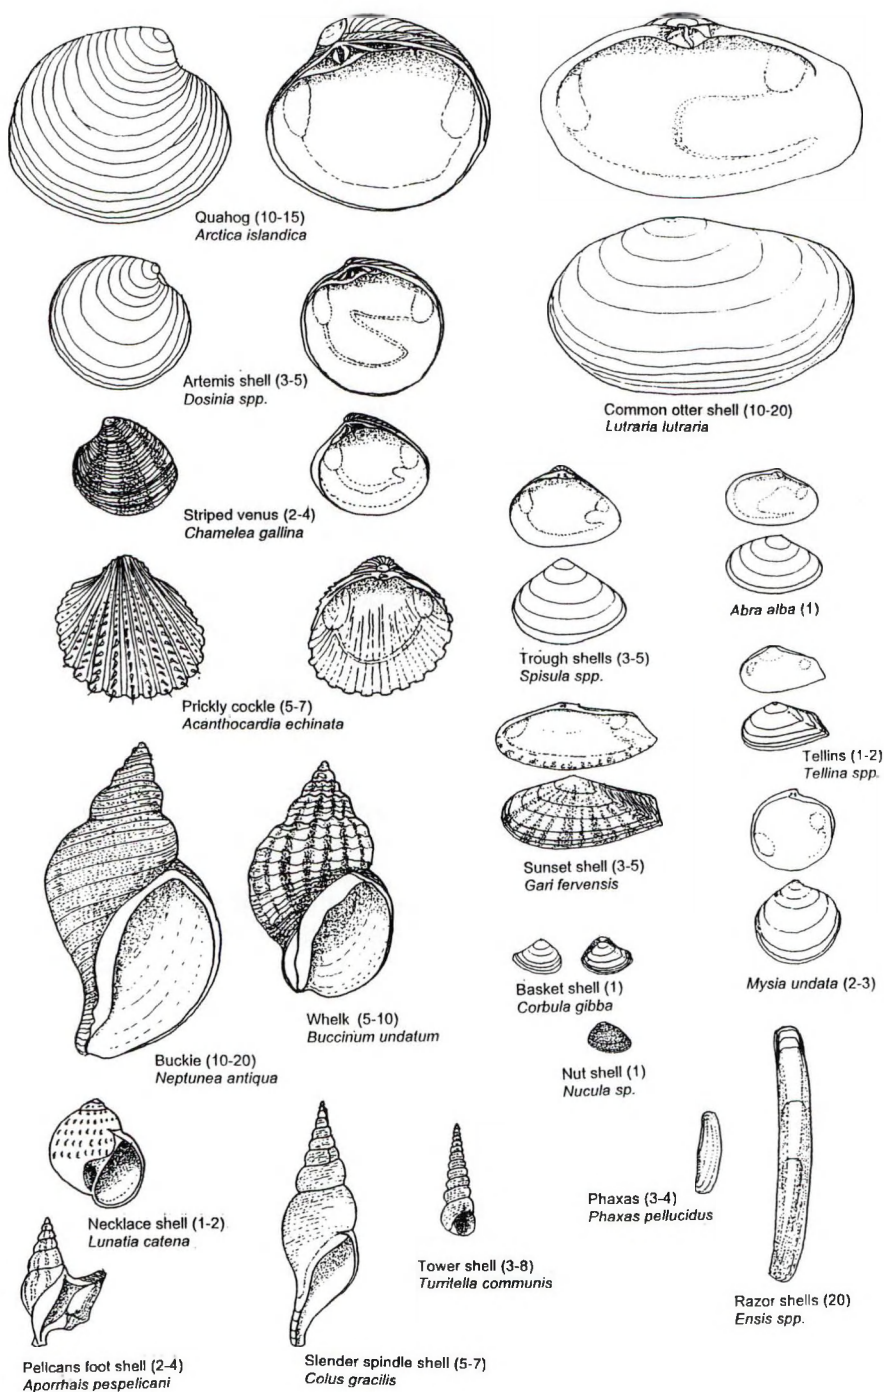 Quahog (10-15)
Arctica islandica
Artemis shell (3-5)
Dosinia spp.
Common otter shell (10-20)
Lutraria lutraria
Striped venus (2-4)
Chamelea gallina
Abra alba (1)
Trough shells (3-5)
Spisula spp.
Prickly cockle (5-7)
Acanthocardia echinata
Tellins (1-2)
Tellina spp.
Sunset shell (3-5)
Gari fervensis
Mysia undata (2-3)
Basket shell (1)
Corbula gibba
Whelk (5-10)
Buccinum undatum
Buckie (10-20)
Neptunea antiqua
Nut shell (1)
Nucula sp.
Necklace shell (1-2)
Lunatia catena
Phaxas (3-4)
Phaxas pellucidus
Tower shell (3-8)
Turritella communis
Razor shells (20)
Ensis spp.
Pelicans foot shell (2-4)
Aporrhais pespelicani
Slender spindle shell (5-7)
Colus gracilis